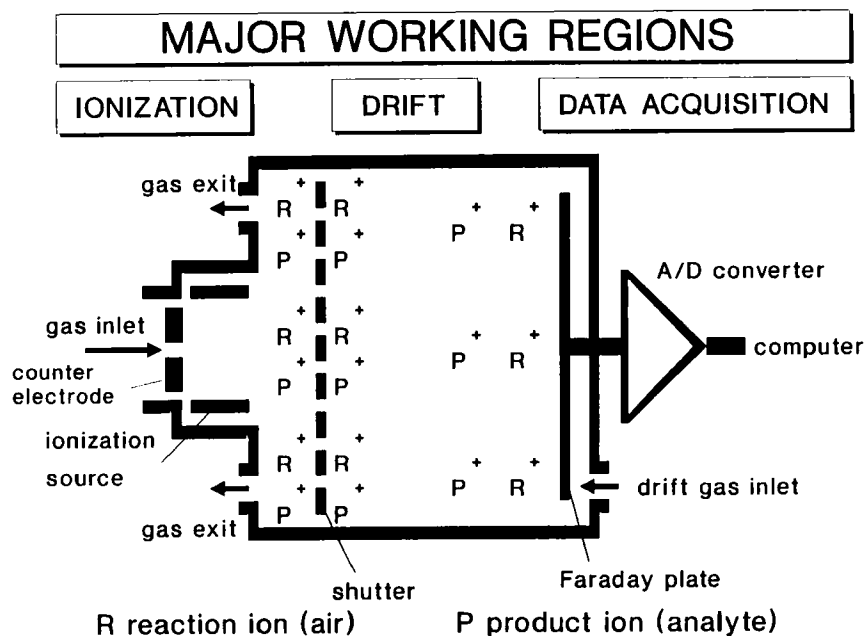 MAJOR WORKING REGIONS
IONIZATION
DRIFT
DATA ACQUISITION
gas exit
R + R +
P + P +
P + R +
A/D converter
gas inlet
R + R +
P + R +
computer
counter
electrode
P + P +
ionization
source
R + R +
P + R +
drift gas inlet
P + P +
gas exit
shutter
Faraday plate
R reaction ion (air)
P product ion (analyte)